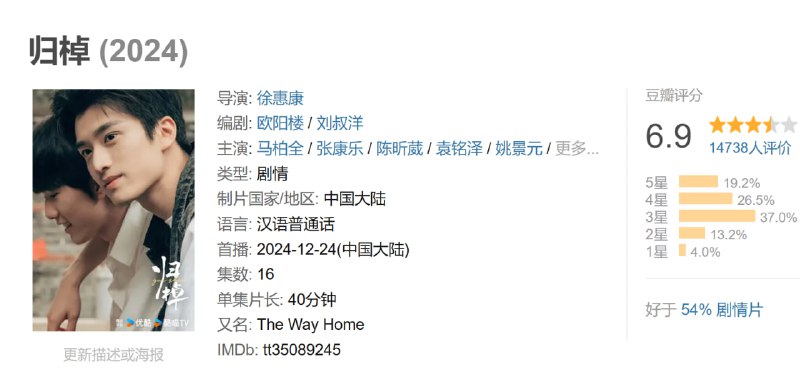 归棹 (2024)
归棹
优酷 酷喵TV
更新描述或海报
导演: 徐惠康
编剧: 欧阳楼 / 刘叔洋
主演: 马柏全 / 张康乐 / 陈昕葳 / 袁铭泽 / 姚景元 / 更多...
类型: 剧情
制片国家/地区: 中国大陆
语言: 汉语普通话
首播: 2024-12-24(中国大陆)
集数: 16
单集片长: 40分钟
又名: The Way Home
IMDb: tt35089245
豆瓣评分
6.9
14738人评价
5星 19.2%
4星 26.5%
3星 37.0%
2星 13.2%
1星 4.0%
好于 54% 剧情片